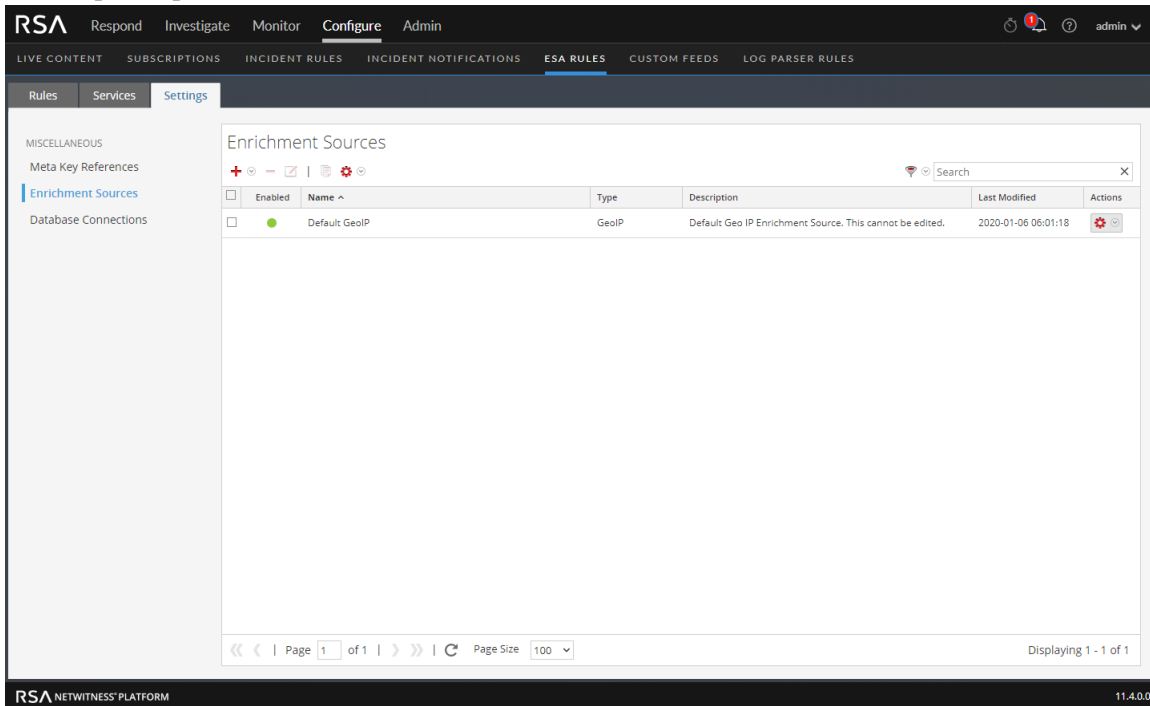 RSA Respond Investigate Monitor Configure Admin 1 admin
LIVE CONTENT SUBSCRIPTIONS INCIDENT RULES INCIDENT NOTIFICATIONS ESA RULES CUSTOM FEEDS LOG PARSER RULES
Rules Services Settings
MISCELLANEOUS
Meta Key References
Enrichment Sources
Database Connections
Enrichment Sources
Search
Enabled Name Type Description Last Modified Actions
Default GeoIP GeoIP Default Geo IP Enrichment Source. This cannot be edited. 2020-01-06 06:01:18
Page 1 of 1 Page Size 100 Displaying 1 - 1 of 1
RSA NETWITNESS® PLATFORM 11.4.0.0